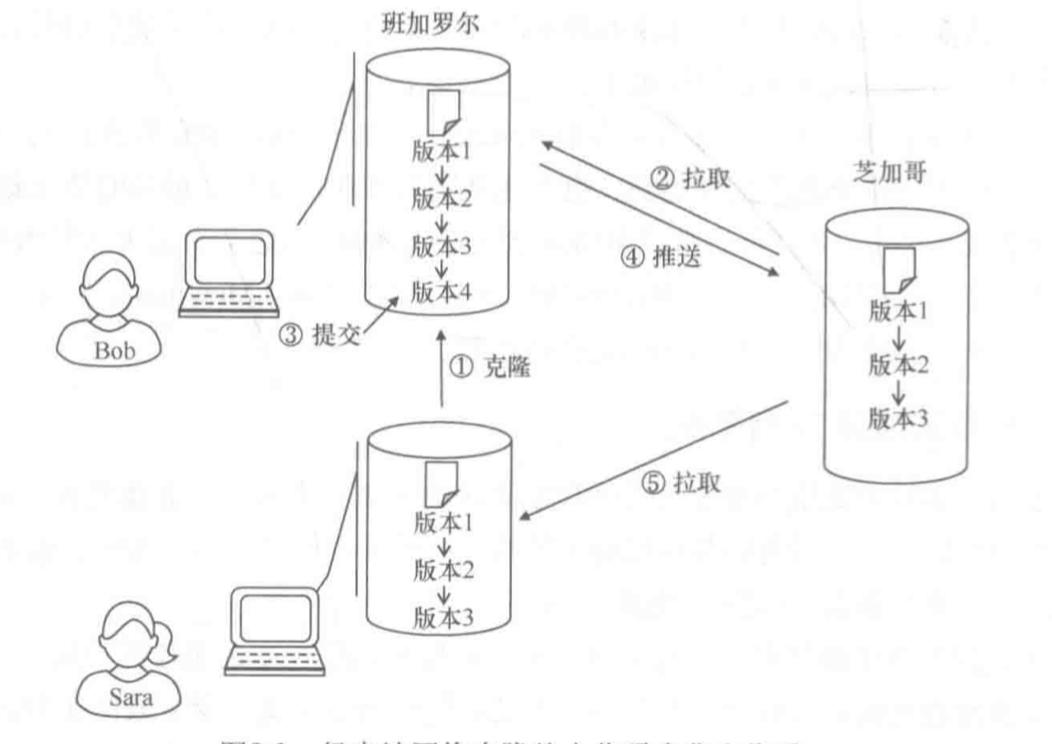 班加罗尔
版本1
版本2
版本3
版本4
② 拉取
④ 推送
芝加哥
版本1
版本2
版本3
Bob
③ 提交
① 克隆
⑤ 拉取
版本1
版本2
版本3
Sara